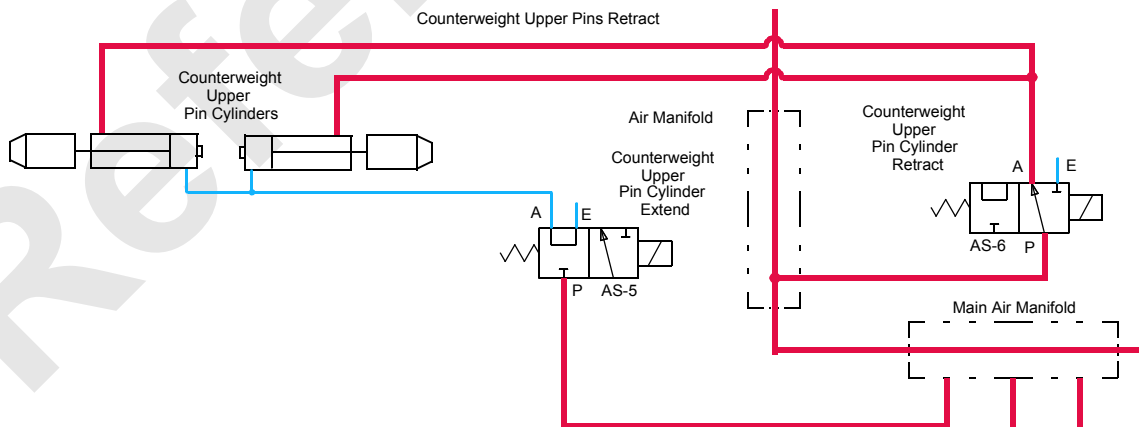 Counterweight Upper Pins Retract
Counterweight
Upper
Pin Cylinders
Air Manifold
Counterweight
Upper
Pin Cylinder
Extend
Counterweight
Upper
Pin Cylinder
Retract
A
E
AS-6
P
A
E
P
AS-5
Main Air Manifold